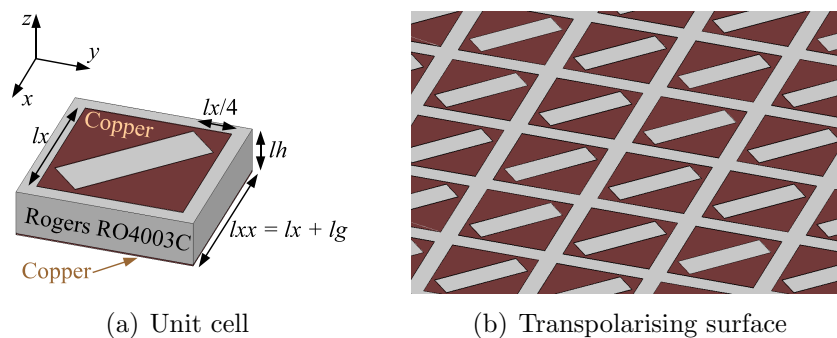 z
y
x
lx/4
Copper
lx
lh
Rogers RO4003C
lxx = lx + lg
Copper
(a) Unit cell
(b) Transpolarising surface